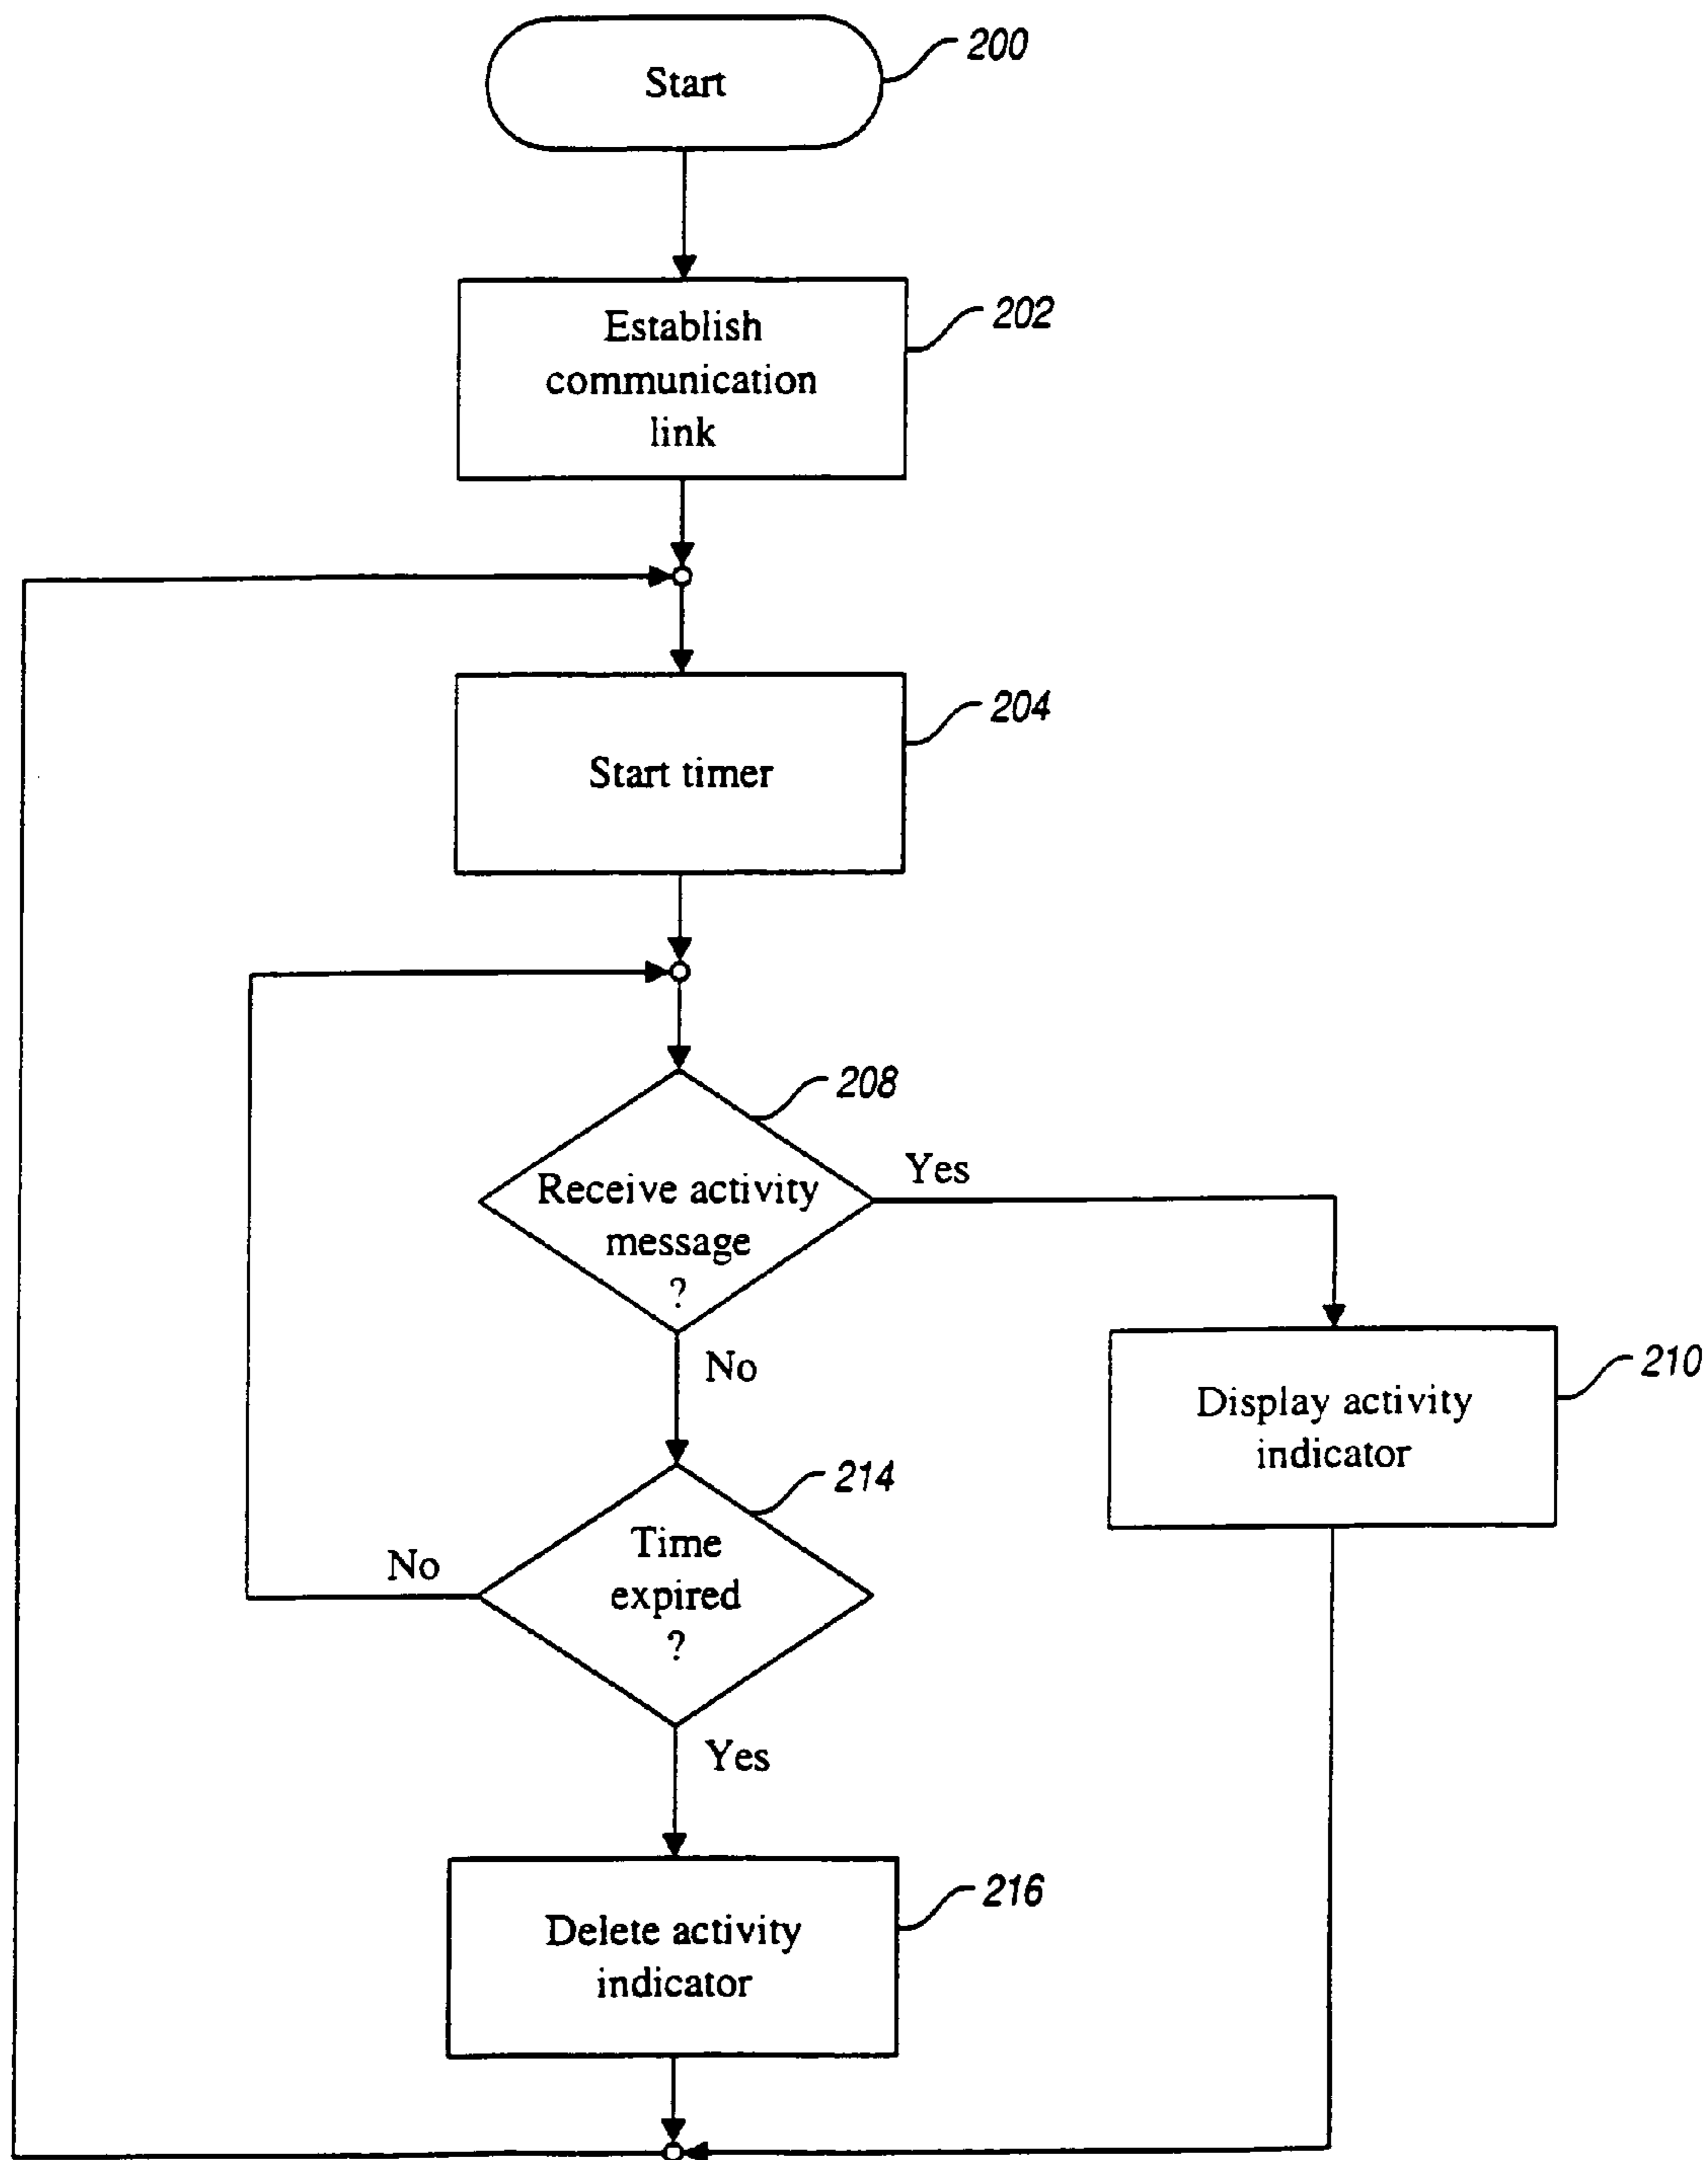 Start
200
Establish
communication
link
202
Start timer
204
Receive activity
message
?
208
Yes
No
Display activity
indicator
210
Time
expired
?
214
No
Yes
Delete activity
indicator
216